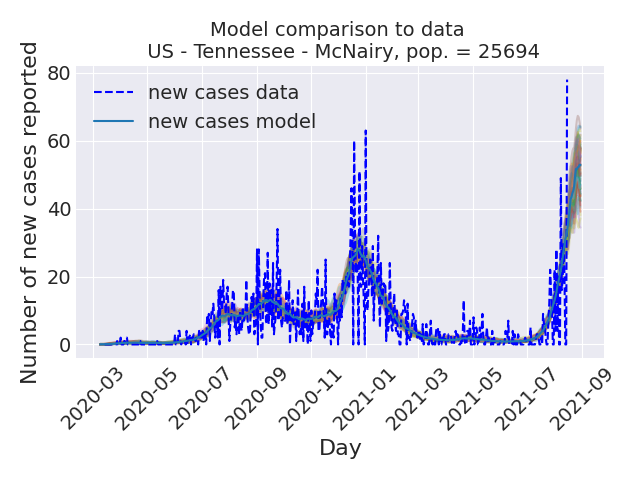 Model comparison to data
US - Tennessee - McNairy, pop. = 25694
Number of new cases reported
80
60
40
20
0
new cases data
new cases model
2020-03
2020-05
2020-07
2020-09
2020-11
2021-01
2021-03
2021-05
2021-07
2021-09
Day